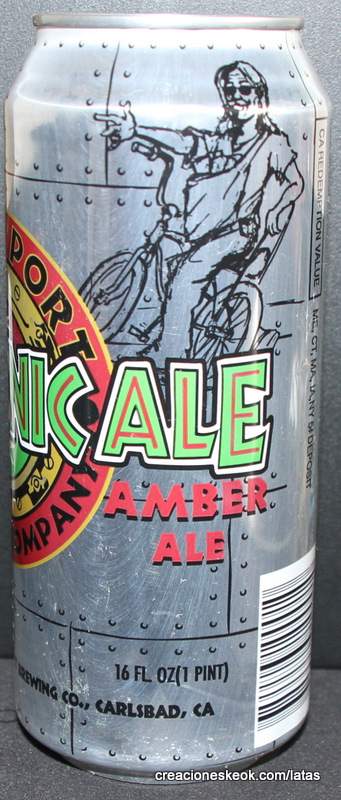 PORT
NIC ALE
COMPANY
AMBER
ALE
16 FL. OZ(1 PINT)
BREWING CO., CARLSBAD, CA
CA REDEMPTION VALUE
ME, CT, MA, IA, NY 5¢ DEPOSIT
creacioneskeok.com/latas